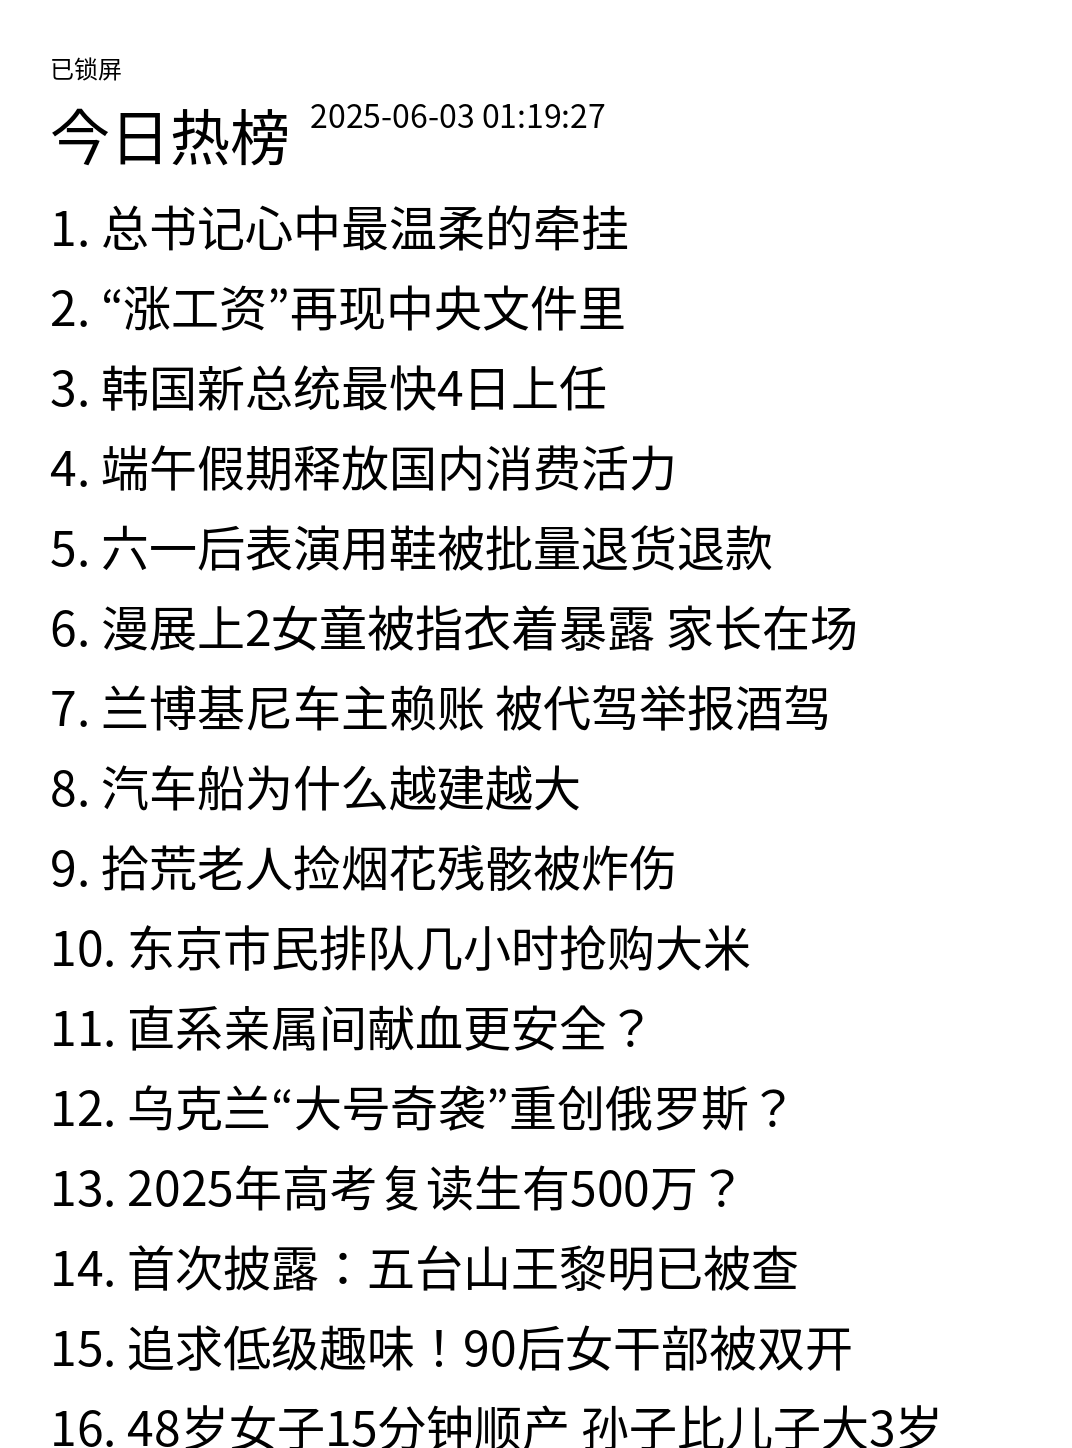 已锁屏
今日热榜 2025-06-03 01:19:27
1. 总书记心中最温柔的牵挂
2. “涨工资”再现中央文件里
3. 韩国新总统最快4日上任
4. 端午假期释放国内消费活力
5. 六一后表演用鞋被批量退货退款
6. 漫展上2女童被指衣着暴露 家长在场
7. 兰博基尼车主赖账 被代驾举报酒驾
8. 汽车船为什么越建越大
9. 拾荒老人捡烟花残骸被炸伤
10. 东京市民排队几小时抢购大米
11. 直系亲属间献血更安全？
12. 乌克兰“大号奇袭”重创俄罗斯？
13. 2025年高考复读生有500万？
14. 首次披露：五台山王黎明已被查
15. 追求低级趣味！90后女干部被双开
16. 48岁女子15分钟顺产 孙子比儿子大3岁